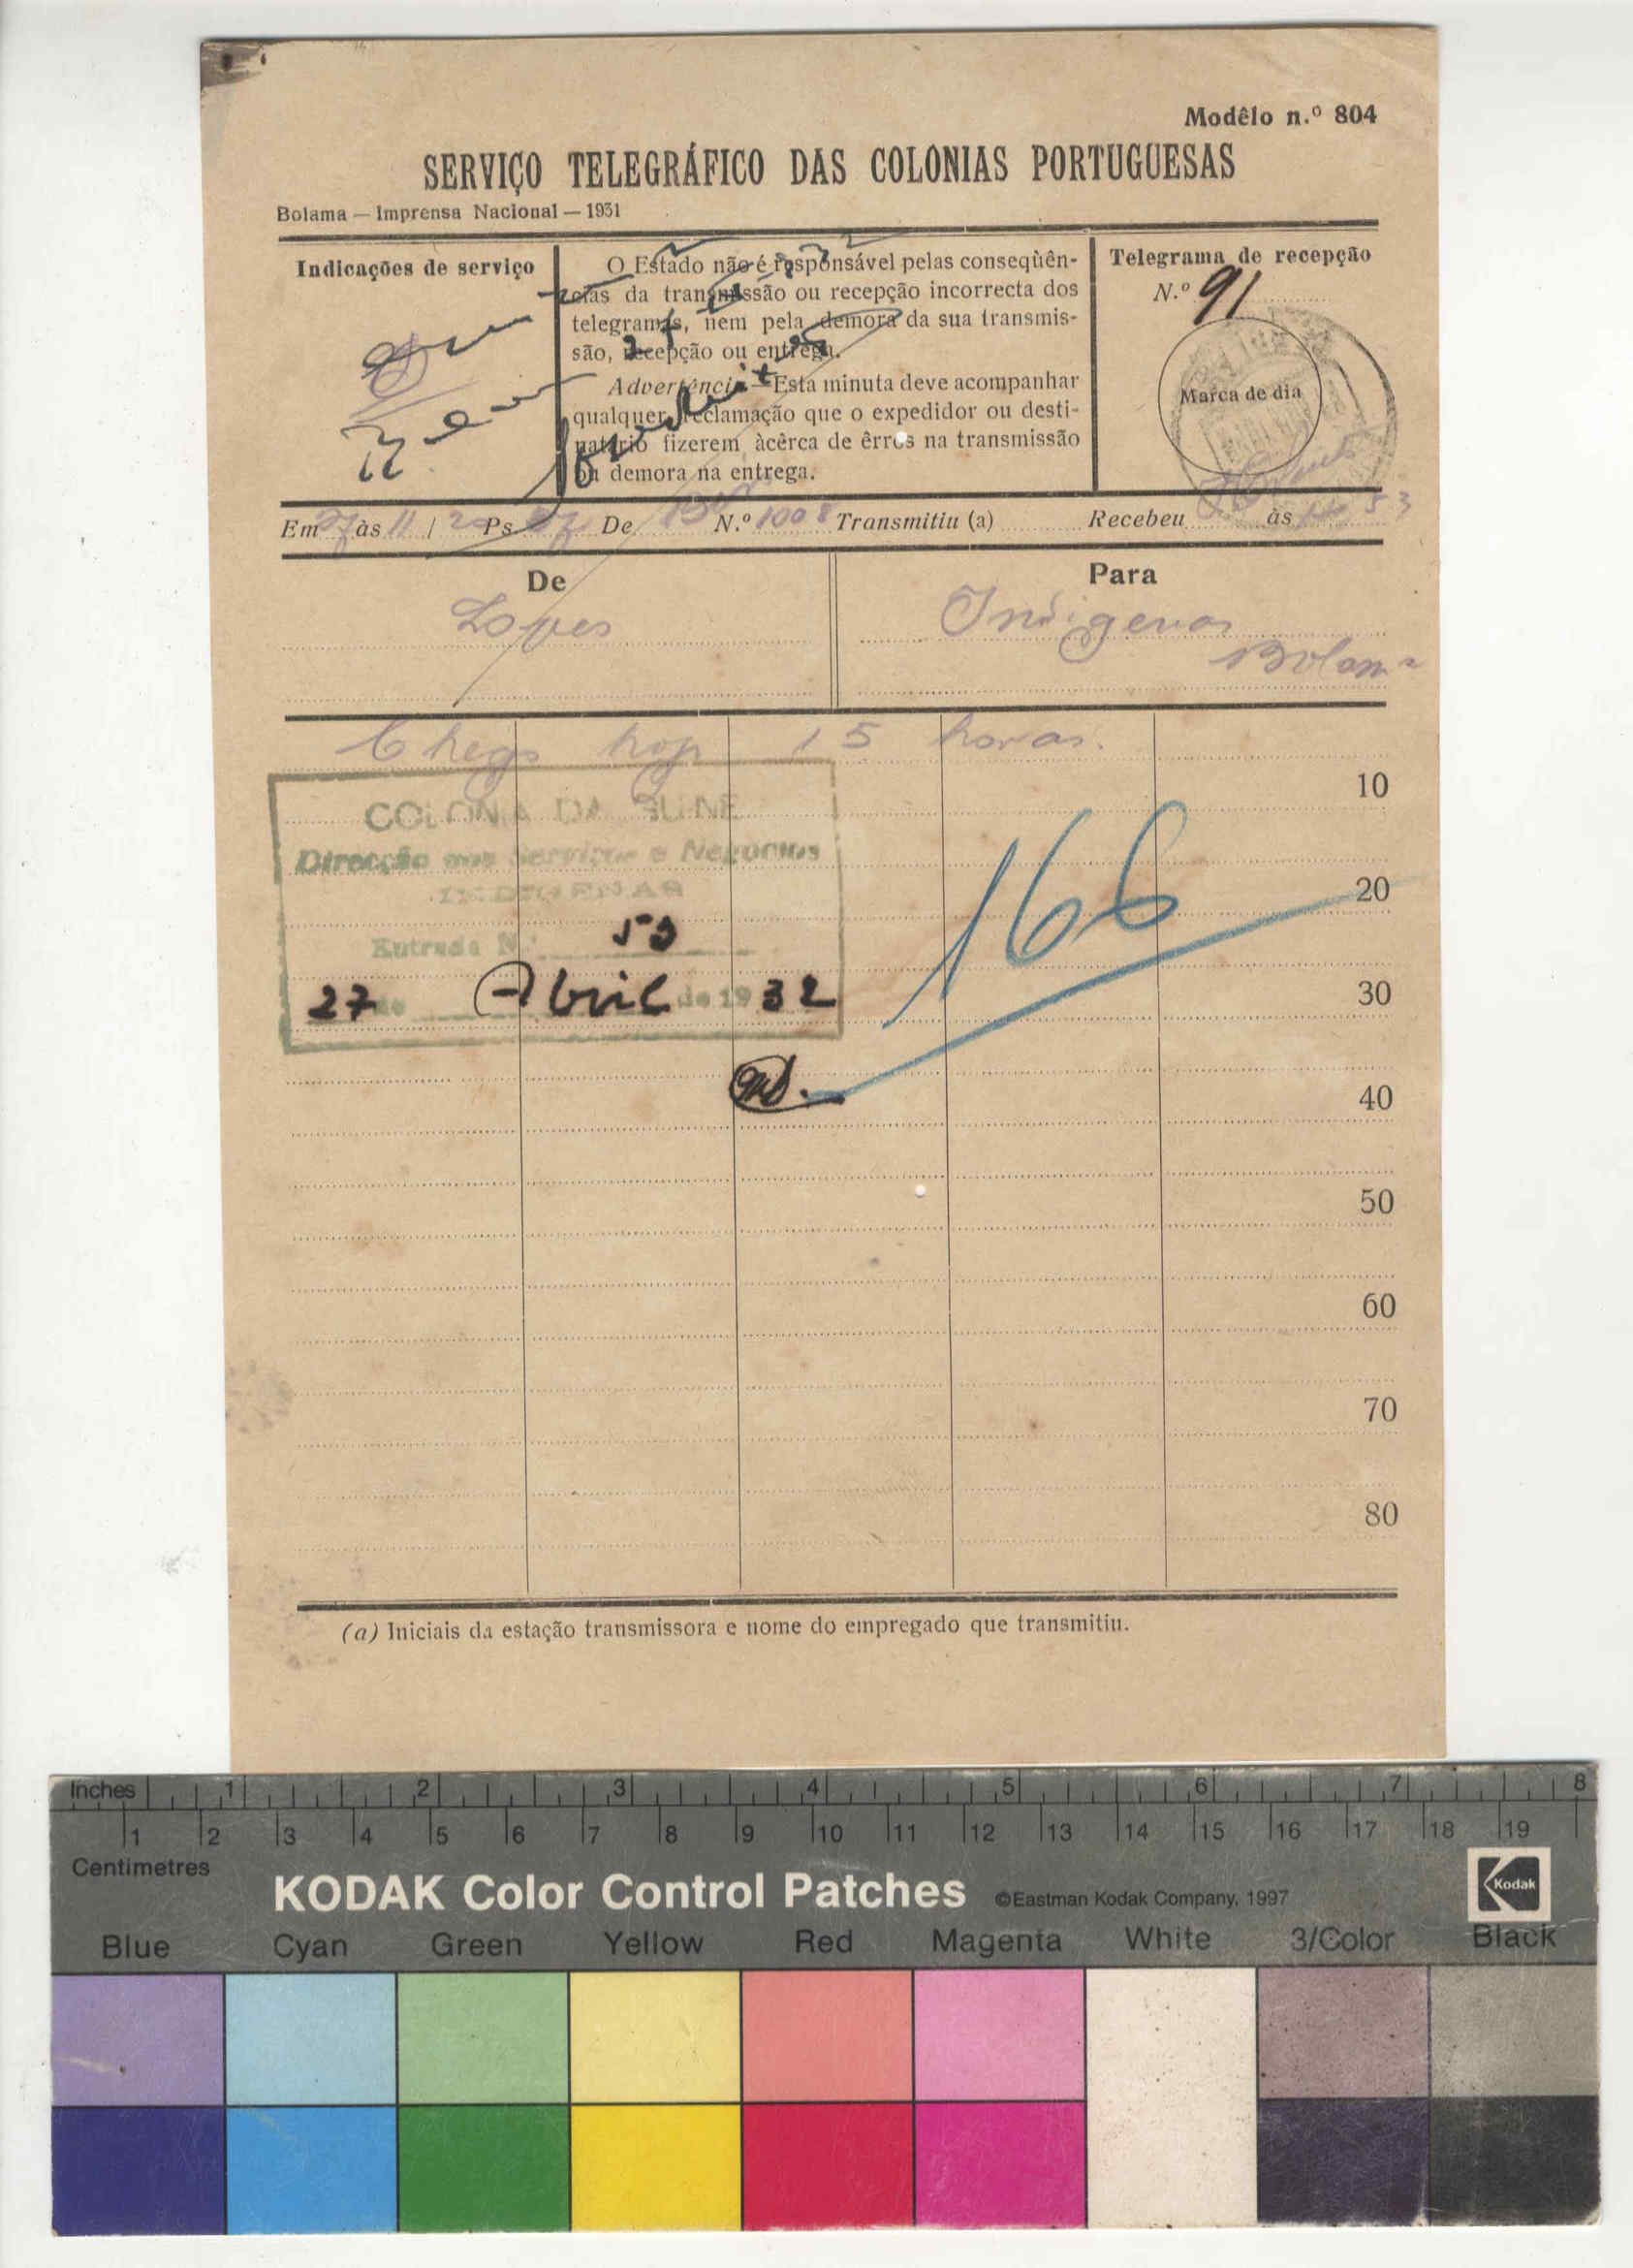 Modêlo n.º 804
SERVIÇO TELEGRÁFICO DAS COLONIAS PORTUGUESAS
Bolama — Imprensa Nacional — 1931
Indicações de serviço
O Estado não é responsável pelas conseqùên-
cias da transmissão ou recepção incorrecta dos
telegramas, nem pela demora da sua transmis-
são, recepção ou entrega.
Advertência — Esta minuta deve acompanhar
qualquer reclamação que o expedidor ou desti-
natário fizerem àcêrca de êrros na transmissão
ou demora na entrega.
Telegrama de recepção
N.º 91
Marca de dia
Em 27 às 11 / 20 Ps. De N.º 1008 Transmitiu (a) Recebeu às 53
De
Lopes
Para
Indigenas
Bolama
Chego hoje 15 horas.
COLONIA DA GUINE
Direcção dos Serviços e Negocios
INDIGENAS
Entrada N.º 59
27 de Abril de 1932
166
10
20
30
40
50
60
70
80
(a) Iniciais da estação transmissora e nome do empregado que transmitiu.
Inches 1 2 3 4 5 6 7 8
1 2 3 4 5 6 7 8 9 10 11 12 13 14 15 16 17 18 19
Centimetres
KODAK Color Control Patches ©Eastman Kodak Company, 1997 Kodak
Blue Cyan Green Yellow Red Magenta White 3/Color Black